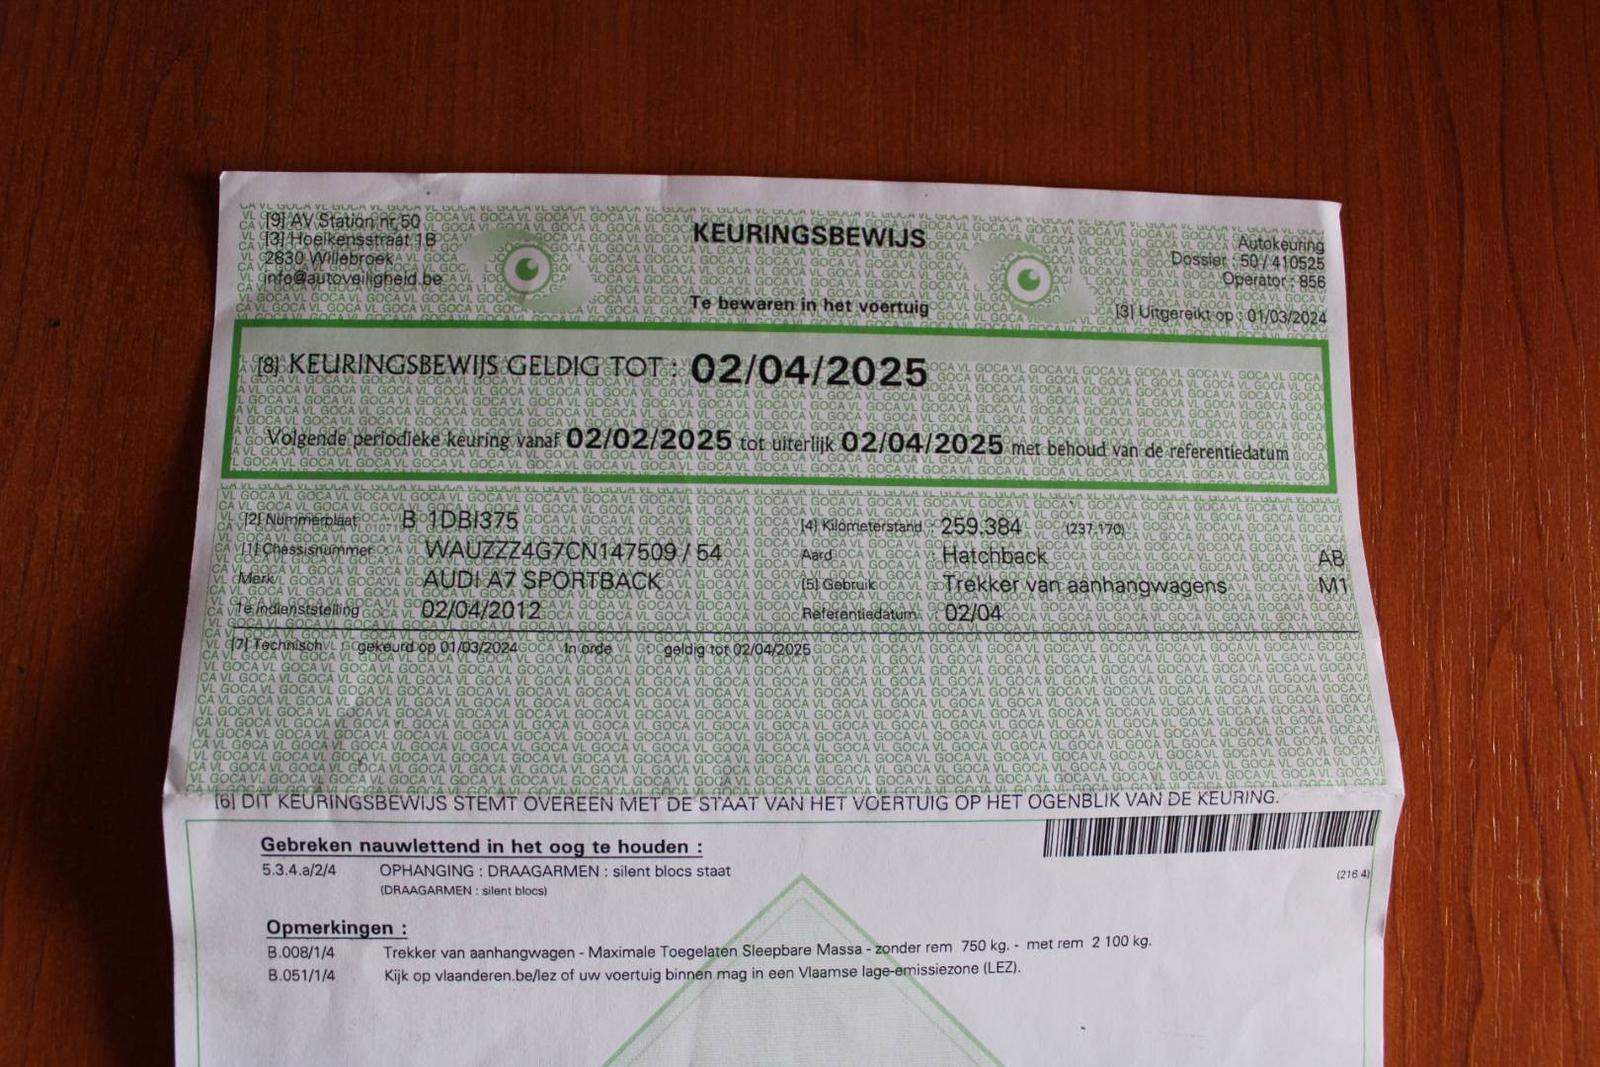 [9] AV Station nr 50
[3] Hoeikensstraat 1B
2830 Willebroek
info@autoveiligheid.be
KEURINGSBEWIJS
Te bewaren in het voertuig
Autokeuring
Dossier : 50 / 410525
Operator : 856
[3] Uitgereikt op : 01/03/2024
[8] KEURINGSBEWIJS GELDIG TOT : 02/04/2025
Volgende periodieke keuring vanaf 02/02/2025 tot uiterlijk 02/04/2025 met behoud van de referentiedatum
[2] Nummerplaat : B 1DBI375
[4] Kilometerstand : 259.384 (237.170)
[1] Chassisnummer : WAUZZZ4G7CN147509 / 54
Aard : Hatchback AB
Merk : AUDI A7 SPORTBACK
[5] Gebruik : Trekker van aanhangwagens M1
1e indienststelling : 02/04/2012
Referentiedatum : 02/04
[7] Technisch : gekeurd op 01/03/2024 In orde : geldig tot 02/04/2025
[6] DIT KEURINGSBEWIJS STEMT OVEREEN MET DE STAAT VAN HET VOERTUIG OP HET OGENBLIK VAN DE KEURING.
Gebreken nauwlettend in het oog te houden :
5.3.4.a/2/4 OPHANGING : DRAAGARMEN : silent blocs staat
(DRAAGARMEN : silent blocs)
(216.4)
Opmerkingen :
B.008/1/4 Trekker van aanhangwagen - Maximale Toegelaten Sleepbare Massa - zonder rem 750 kg. - met rem 2 100 kg.
B.051/1/4 Kijk op vlaanderen.be/lez of uw voertuig binnen mag in een Vlaamse lage-emissiezone (LEZ).